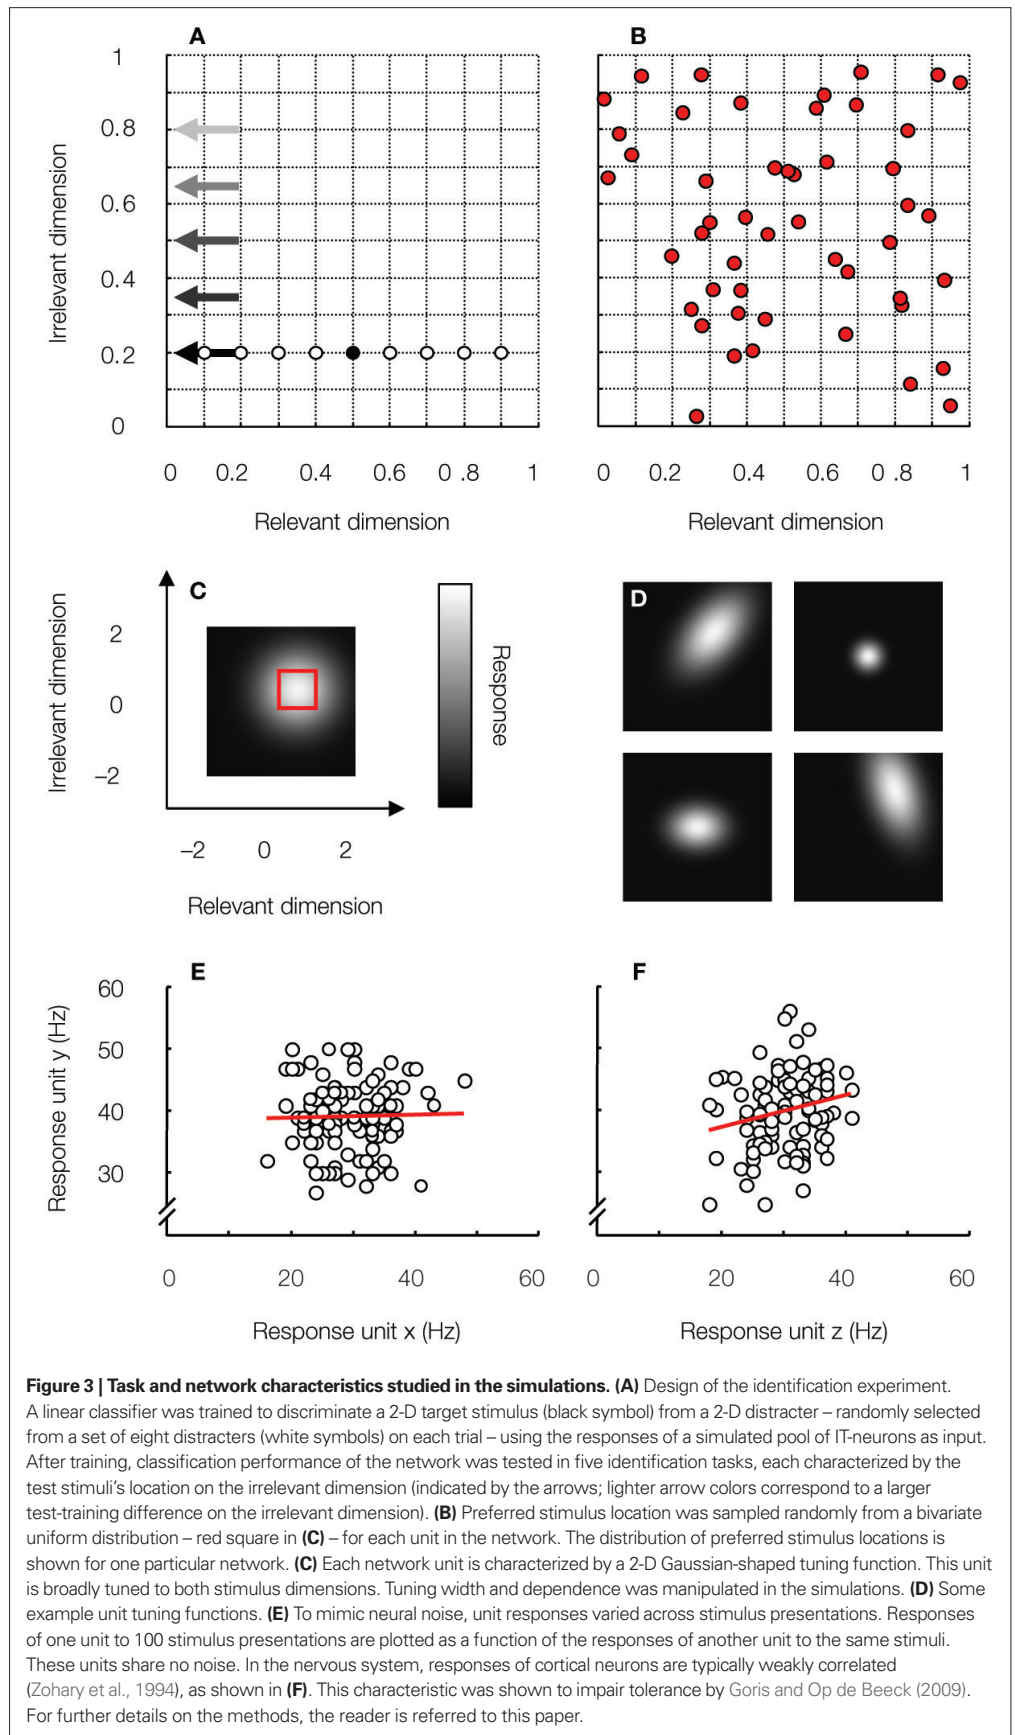 A
B
1
0.8
0.6
0.4
0.2
0
Irrelevant dimension
0 0.2 0.4 0.6 0.8 1
Relevant dimension
0 0.2 0.4 0.6 0 .8 1
Relevant dimension
C
D
Irrelevant dimension
2
0
–2
–2 0 2
Relevant dimension
Response
E
F
Response unit y (Hz)
60
50
40
30
0 20 40 60
Response unit x (Hz)
0 20 40 60
Response unit z (Hz)
Figure 3 | Task and network characteristics studied in the simulations. (A) Design of the identification experiment.
A linear classifier was trained to discriminate a 2-D target stimulus (black symbol) from a 2-D distracter – randomly selected
from a set of eight distracters (white symbols) on each trial – using the responses of a simulated pool of IT-neurons as input.
After training, classification performance of the network was tested in five identification tasks, each characterized by the
test stimuli's location on the irrelevant dimension (indicated by the arrows; lighter arrow colors correspond to a larger
test-training difference on the irrelevant dimension). (B) Preferred stimulus location was sampled randomly from a bivariate
uniform distribution – red square in (C) – for each unit in the network. The distribution of preferred stimulus locations is
shown for one particular network. (C) Each network unit is characterized by a 2-D Gaussian-shaped tuning function. This unit
is broadly tuned to both stimulus dimensions. Tuning width and dependence was manipulated in the simulations. (D) Some
example unit tuning functions. (E) To mimic neural noise, unit responses varied across stimulus presentations. Responses
of one unit to 100 stimulus presentations are plotted as a function of the responses of another unit to the same stimuli.
These units share no noise. In the nervous system, responses of cortical neurons are typically weakly correlated
(Zohary et al., 1994), as shown in (F). This characteristic was shown to impair tolerance by Goris and Op de Beeck (2009).
For further details on the methods, the reader is referred to this paper.